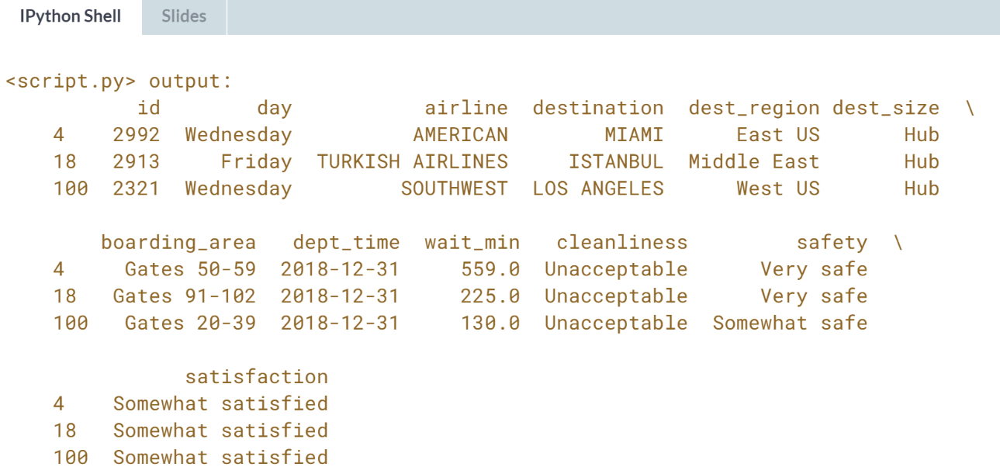 IPython Shell Slides
<script.py> output:
id day airline destination dest_region dest_size \
4 2992 Wednesday AMERICAN MIAMI East US Hub
18 2913 Friday TURKISH AIRLINES ISTANBUL Middle East Hub
100 2321 Wednesday SOUTHWEST LOS ANGELES West US Hub
boarding_area dept_time wait_min cleanliness safety \
4 Gates 50-59 2018-12-31 559.0 Unacceptable Very safe
18 Gates 91-102 2018-12-31 225.0 Unacceptable Very safe
100 Gates 20-39 2018-12-31 130.0 Unacceptable Somewhat safe
satisfaction
4 Somewhat satisfied
18 Somewhat satisfied
100 Somewhat satisfied